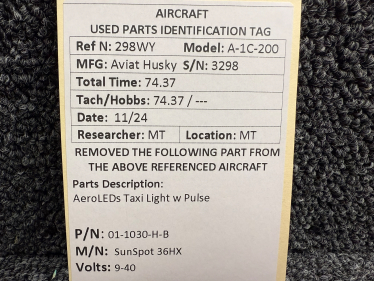 AIRCRAFT
USED PARTS IDENTIFICATION TAG
Ref N: 298WY Model: A-1C-200
MFG: Aviat Husky S/N: 3298
Total Time: 74.37
Tach/Hobbs: 74.37 / ---
Date: 11/24
Researcher: MT Location: MT
REMOVED THE FOLLOWING PART FROM
THE ABOVE REFERENCED AIRCRAFT
Parts Description:
AeroLEDs Taxi Light w Pulse
P/N: 01-1030-H-B
M/N: SunSpot 36HX
Volts: 9-40